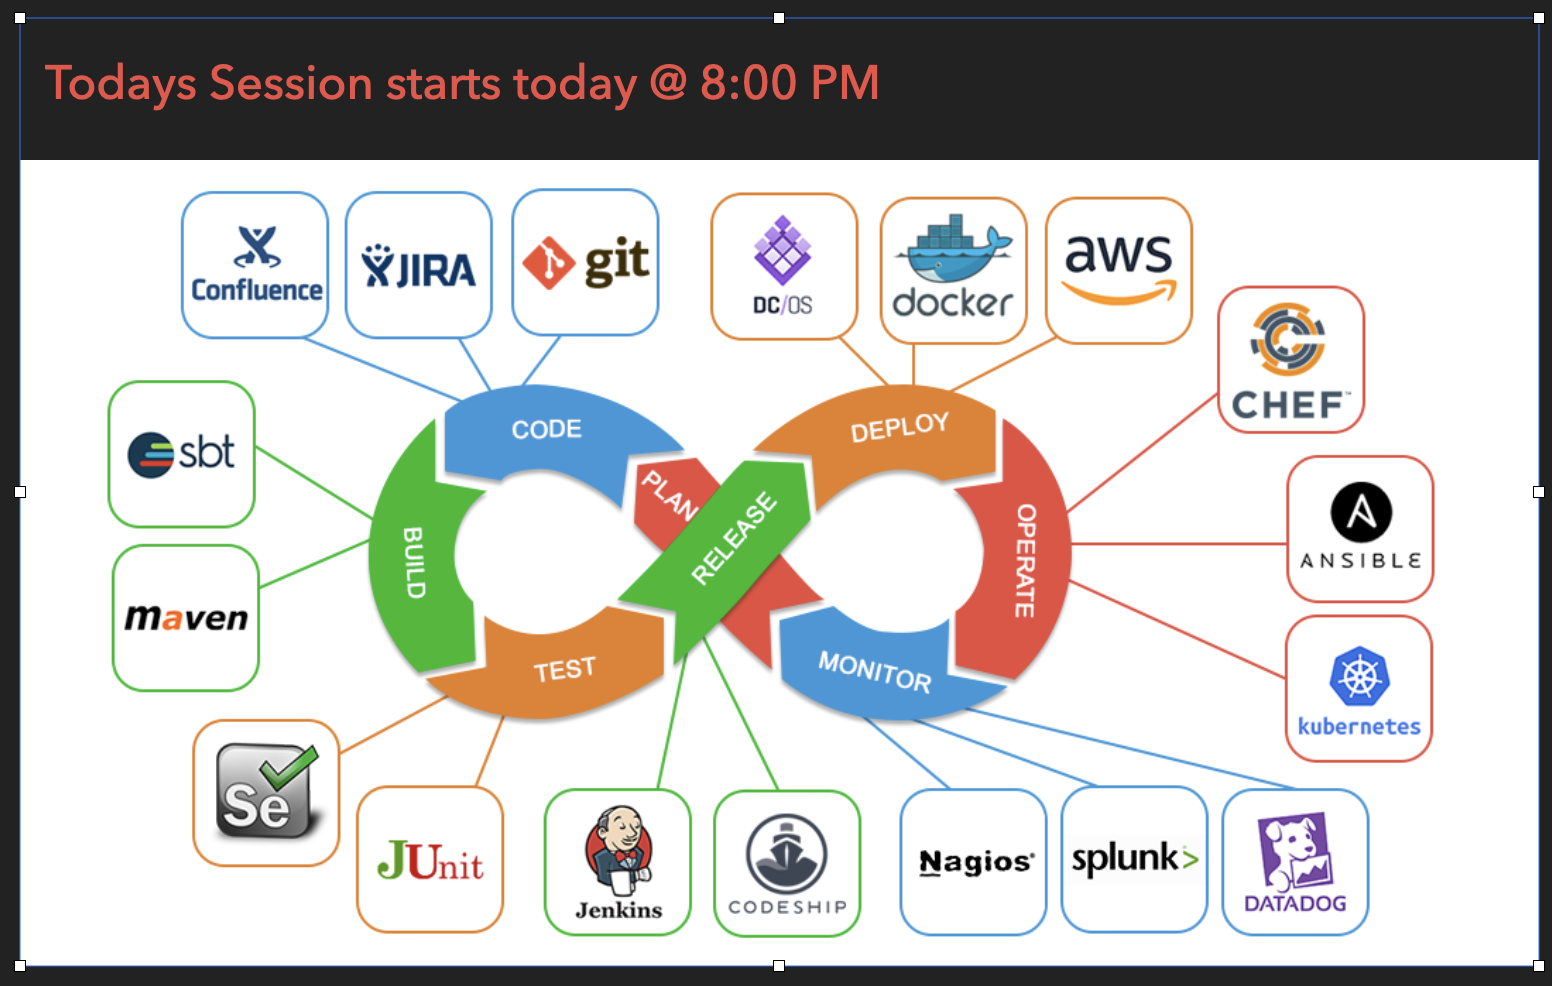 Todays Session starts today @ 8:00 PM
Confluence
JIRA
git
DC/OS
docker
aws
CHEF™
sbt
CODE
DEPLOY
PLAN
RELEASE
BUILD
OPERATE
ANSIBLE
maven
TEST
MONITOR
kubernetes
Se
JUnit
Jenkins
CODESHIP
Nagios®
splunk>
DATADOG